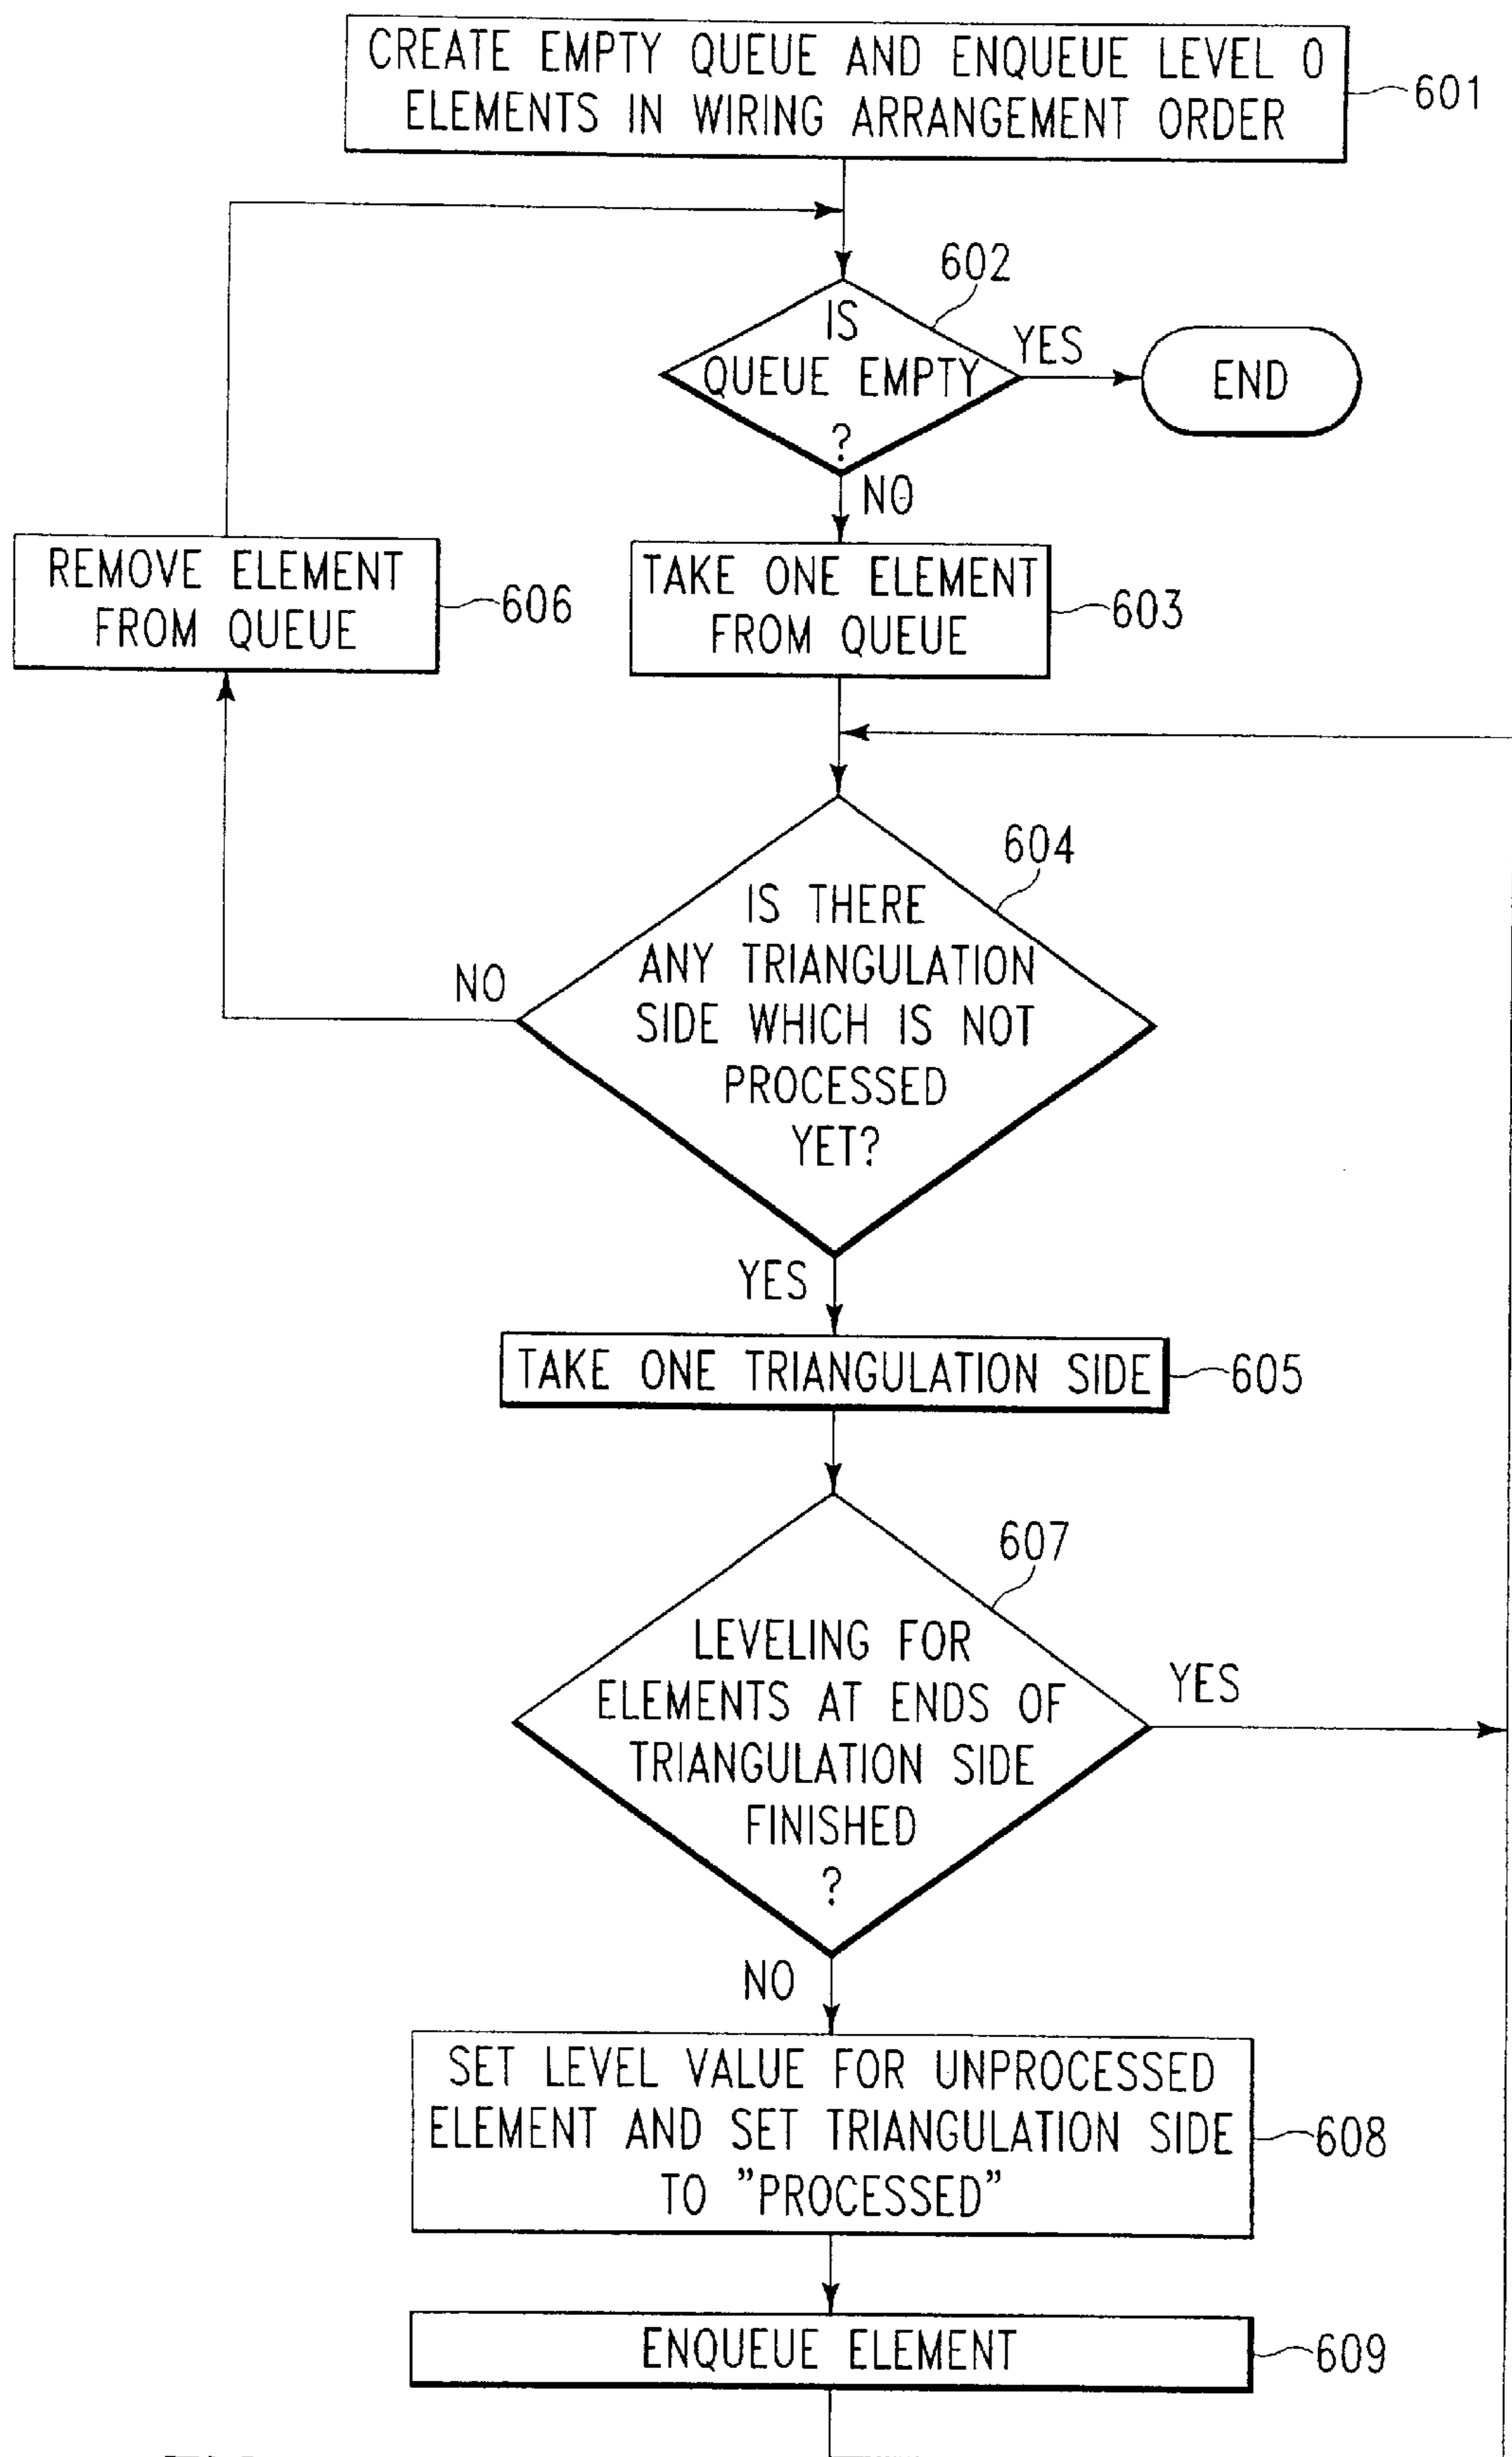 CREATE EMPTY QUEUE AND ENQUEUE LEVEL 0
ELEMENTS IN WIRING ARRANGEMENT ORDER
601
602
IS
QUEUE EMPTY
?
YES
END
NO
REMOVE ELEMENT
FROM QUEUE
606
TAKE ONE ELEMENT
FROM QUEUE
603
604
IS THERE
ANY TRIANGULATION
SIDE WHICH IS NOT
PROCESSED
YET?
NO
YES
TAKE ONE TRIANGULATION SIDE
605
607
LEVELING FOR
ELEMENTS AT ENDS OF
TRIANGULATION SIDE
FINISHED
?
YES
NO
SET LEVEL VALUE FOR UNPROCESSED
ELEMENT AND SET TRIANGULATION SIDE
TO "PROCESSED"
608
ENQUEUE ELEMENT
609